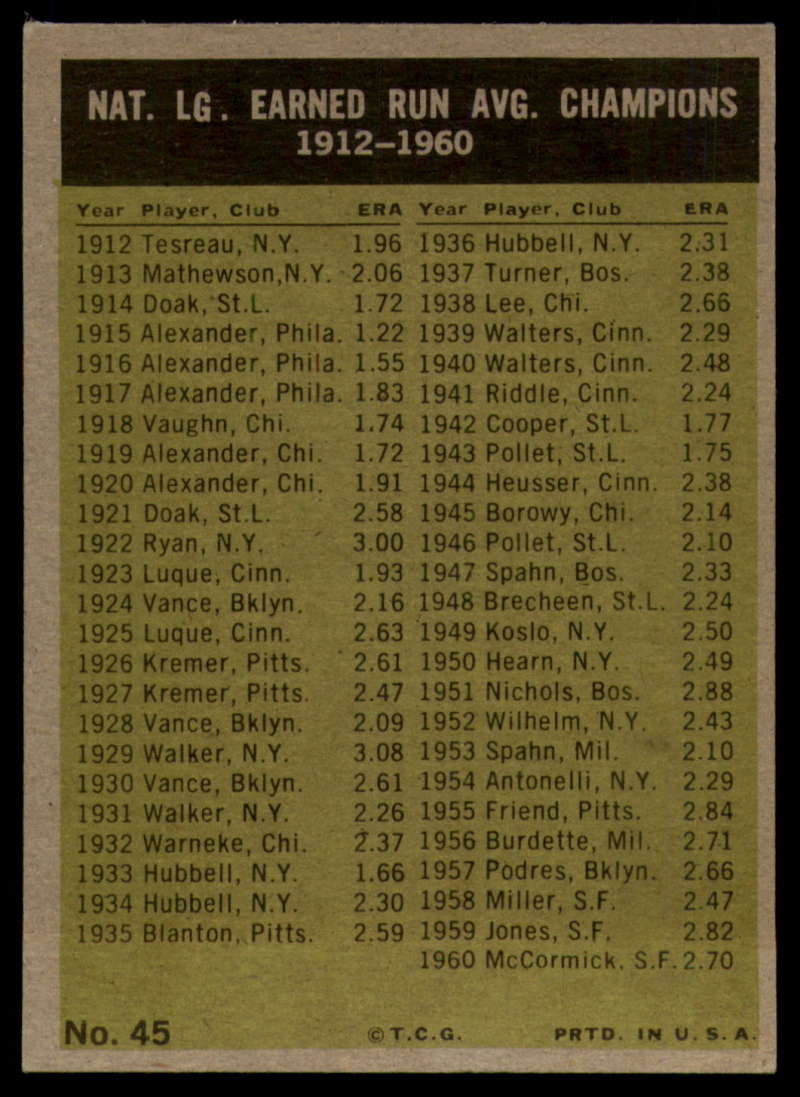 NAT. LG. EARNED RUN AVG. CHAMPIONS
1912–1960
Year Player, Club ERA
1912 Tesreau, N.Y. 1.96
1913 Mathewson,N.Y. 2.06
1914 Doak, St.L. 1.72
1915 Alexander, Phila. 1.22
1916 Alexander, Phila. 1.55
1917 Alexander, Phila. 1.83
1918 Vaughn, Chi. 1.74
1919 Alexander, Chi. 1.72
1920 Alexander, Chi. 1.91
1921 Doak, St.L. 2.58
1922 Ryan, N.Y. 3.00
1923 Luque, Cinn. 1.93
1924 Vance, Bklyn. 2.16
1925 Luque, Cinn. 2.63
1926 Kremer, Pitts. 2.61
1927 Kremer, Pitts. 2.47
1928 Vance, Bklyn. 2.09
1929 Walker, N.Y. 3.08
1930 Vance, Bklyn. 2.61
1931 Walker, N.Y. 2.26
1932 Warneke, Chi. 2.37
1933 Hubbell, N.Y. 1.66
1934 Hubbell, N.Y. 2.30
1935 Blanton, Pitts. 2.59
Year Player, Club ERA
1936 Hubbell, N.Y. 2.31
1937 Turner, Bos. 2.38
1938 Lee, Chi. 2.66
1939 Walters, Cinn. 2.29
1940 Walters, Cinn. 2.48
1941 Riddle, Cinn. 2.24
1942 Cooper, St.L. 1.77
1943 Pollet, St.L. 1.75
1944 Heusser, Cinn. 2.38
1945 Borowy, Chi. 2.14
1946 Pollet, St.L. 2.10
1947 Spahn, Bos. 2.33
1948 Brecheen, St.L. 2.24
1949 Koslo, N.Y. 2.50
1950 Hearn, N.Y. 2.49
1951 Nichols, Bos. 2.88
1952 Wilhelm, N.Y. 2.43
1953 Spahn, Mil. 2.10
1954 Antonelli, N.Y. 2.29
1955 Friend, Pitts. 2.84
1956 Burdette, Mil. 2.71
1957 Podres, Bklyn. 2.66
1958 Miller, S.F. 2.47
1959 Jones, S.F. 2.82
1960 McCormick, S.F. 2.70
No. 45 ©T.C.G. PRTD. IN U.S.A.